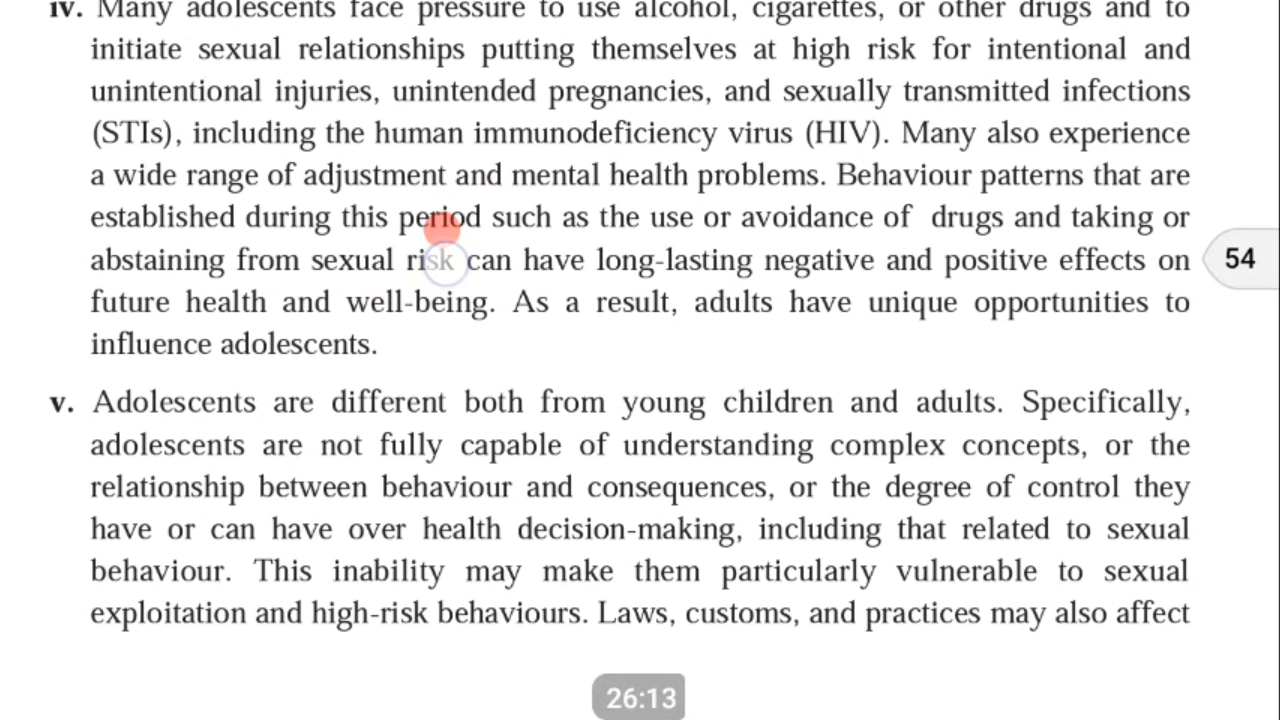 iv. Many adolescents face pressure to use alcohol, cigarettes, or other drugs and to
initiate sexual relationships putting themselves at high risk for intentional and
unintentional injuries, unintended pregnancies, and sexually transmitted infections
(STIs), including the human immunodeficiency virus (HIV). Many also experience
a wide range of adjustment and mental health problems. Behaviour patterns that are
established during this period such as the use or avoidance of drugs and taking or
abstaining from sexual risk can have long-lasting negative and positive effects on
54
future health and well-being. As a result, adults have unique opportunities to
influence adolescents.
v. Adolescents are different both from young children and adults. Specifically,
adolescents are not fully capable of understanding complex concepts, or the
relationship between behaviour and consequences, or the degree of control they
have or can have over health decision-making, including that related to sexual
behaviour. This inability may make them particularly vulnerable to sexual
exploitation and high-risk behaviours. Laws, customs, and practices may also affect
26:13